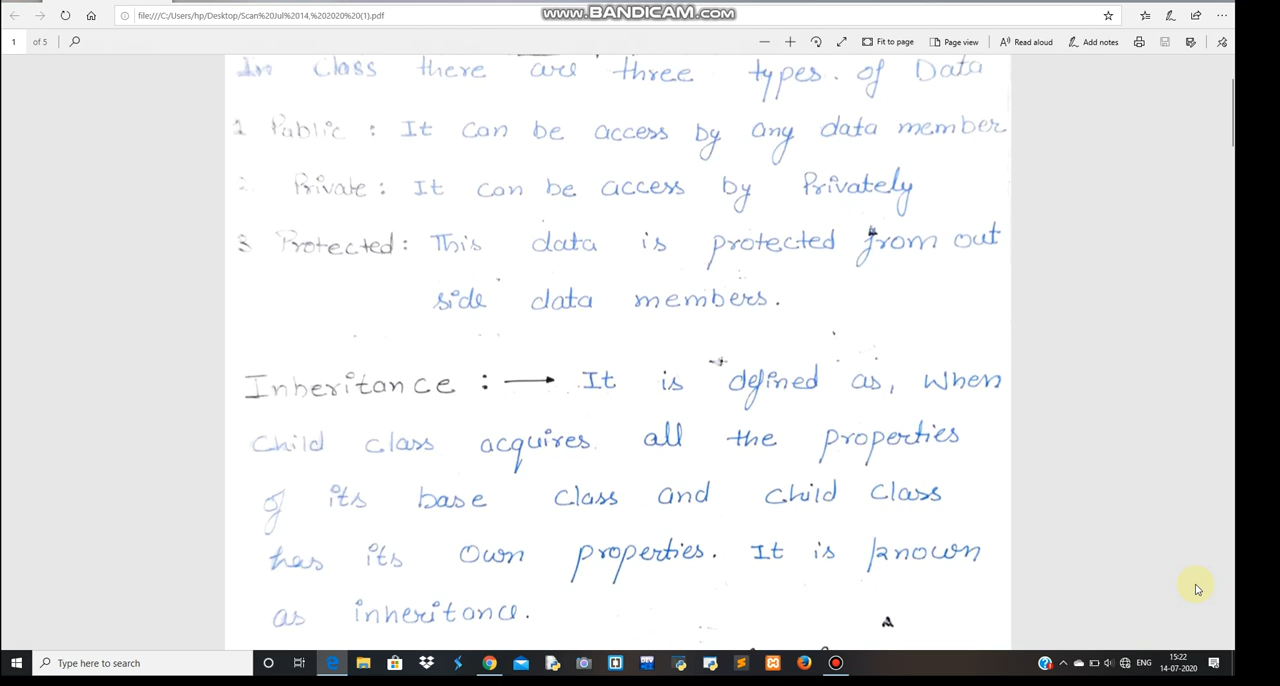 file:///C:/Users/hp/Desktop/Scan%20Jul%2014,%202020%20(1).pdf
www.BANDICAM.com
1 of 5
Fit to page
Page view
Read aloud
Add notes
In Class there are three types of Data
1 Public : It can be access by any data member
2 Private : It can be access by Privately
3 Protected : This data is protected from out
side data members.
Inheritance : → It is defined as, when
child class acquires all the properties
of its base class and child class
has its own properties. It is known
as inheritance.
Type here to search
ENG
15:22
14-07-2020